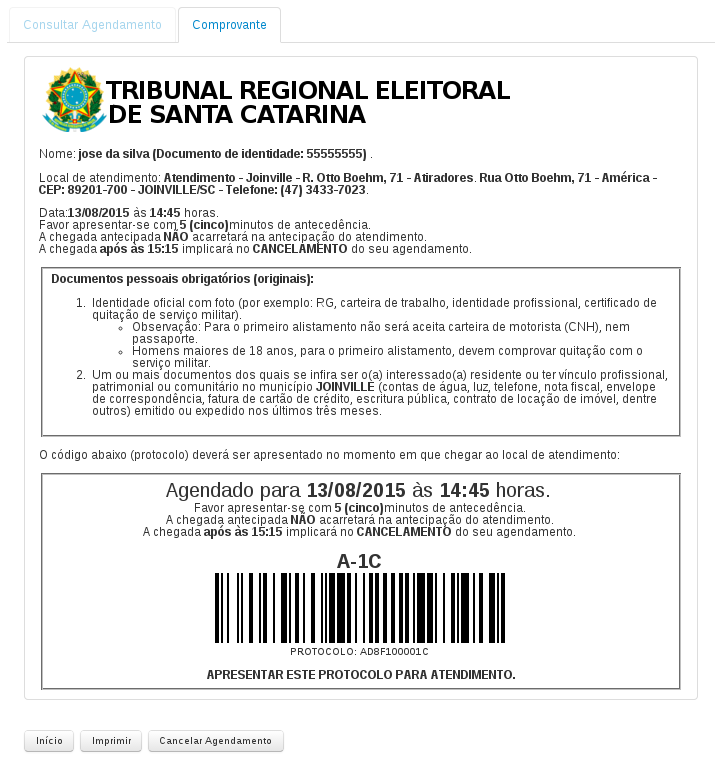 Consultar Agendamento
Comprovante
TRIBUNAL REGIONAL ELEITORAL
DE SANTA CATARINA
Nome: jose da silva (Documento de identidade: 55555555) .
Local de atendimento: Atendimento - Joinville - R. Otto Boehm, 71 - Atiradores. Rua Otto Boehm, 71 - América -
CEP: 89201-700 - JOINVILLE/SC - Telefone: (47) 3433-7023.
Data:13/08/2015 às 14:45 horas.
Favor apresentar-se com 5 (cinco)minutos de antecedência.
A chegada antecipada NÃO acarretará na antecipação do atendimento.
A chegada após às 15:15 implicará no CANCELAMENTO do seu agendamento.
Documentos pessoais obrigatórios (originais):
1. Identidade oficial com foto (por exemplo: RG, carteira de trabalho, identidade profissional, certificado de
quitação de serviço militar).
◦ Observação: Para o primeiro alistamento não será aceita carteira de motorista (CNH), nem
passaporte.
◦ Homens maiores de 18 anos, para o primeiro alistamento, devem comprovar quitação com o
serviço militar.
2. Um ou mais documentos dos quais se infira ser o(a) interessado(a) residente ou ter vínculo profissional,
patrimonial ou comunitário no município JOINVILLE (contas de água, luz, telefone, nota fiscal, envelope
de correspondência, fatura de cartão de crédito, escritura pública, contrato de locação de imóvel, dentre
outros) emitido ou expedido nos últimos três meses.
O código abaixo (protocolo) deverá ser apresentado no momento em que chegar ao local de atendimento:
Agendado para 13/08/2015 às 14:45 horas.
Favor apresentar-se com 5 (cinco)minutos de antecedência.
A chegada antecipada NÃO acarretará na antecipação do atendimento.
A chegada após às 15:15 implicará no CANCELAMENTO do seu agendamento.
A-1C
PROTOCOLO: AD8F100001C
APRESENTAR ESTE PROTOCOLO PARA ATENDIMENTO.
Início
Imprimir
Cancelar Agendamento